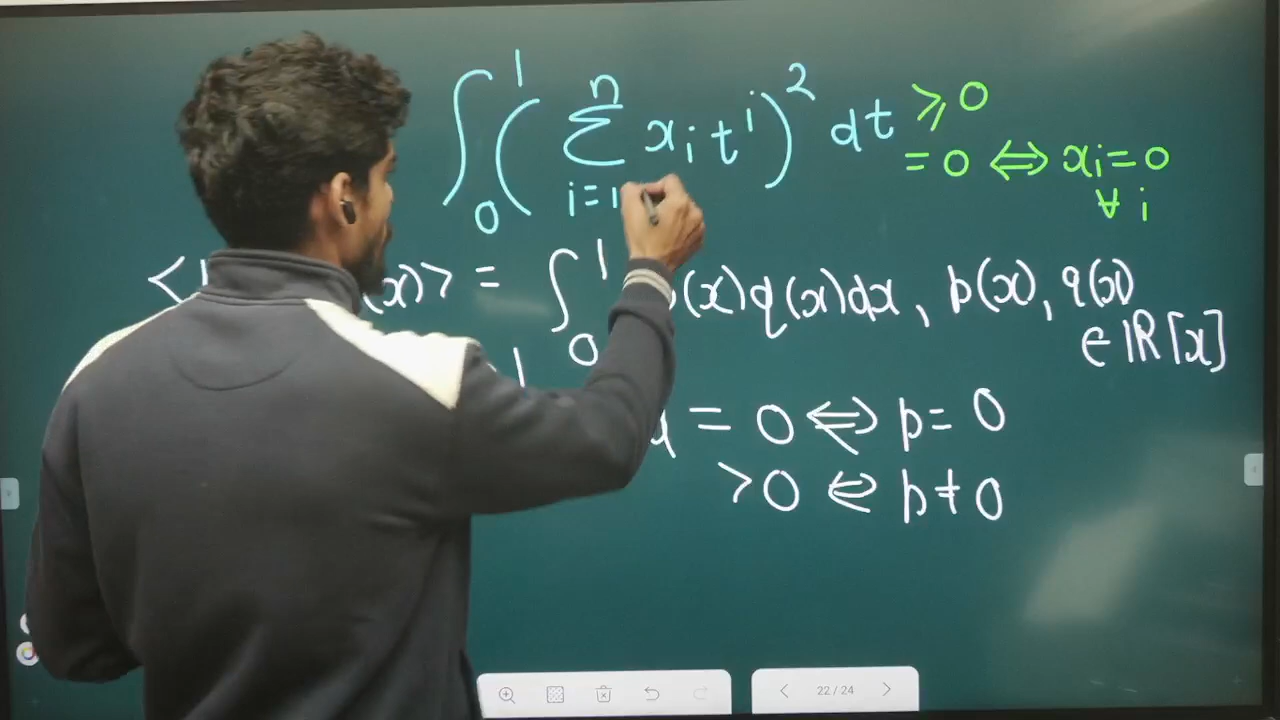 ∫₀¹ ( Σᵢ₌₁ⁿ xᵢ tⁱ )² dt ⩾ 0
= 0 ⟺ xᵢ = 0
∀ i
< (x)> = ∫₀¹ (x) q(x) dx , p(x), q(x)
∈ ℝ[x]
1
= 0 ⟺ p = 0
> 0 ⟺ p ≠ 0
22 / 24